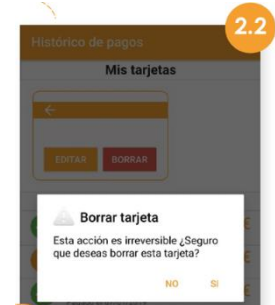 2.2
Histórico de pagos
Mis tarjetas
EDITAR BORRAR
Borrar tarjeta
Esta acción es irreversible ¿Seguro
que deseas borrar esta tarjeta?
NO SI